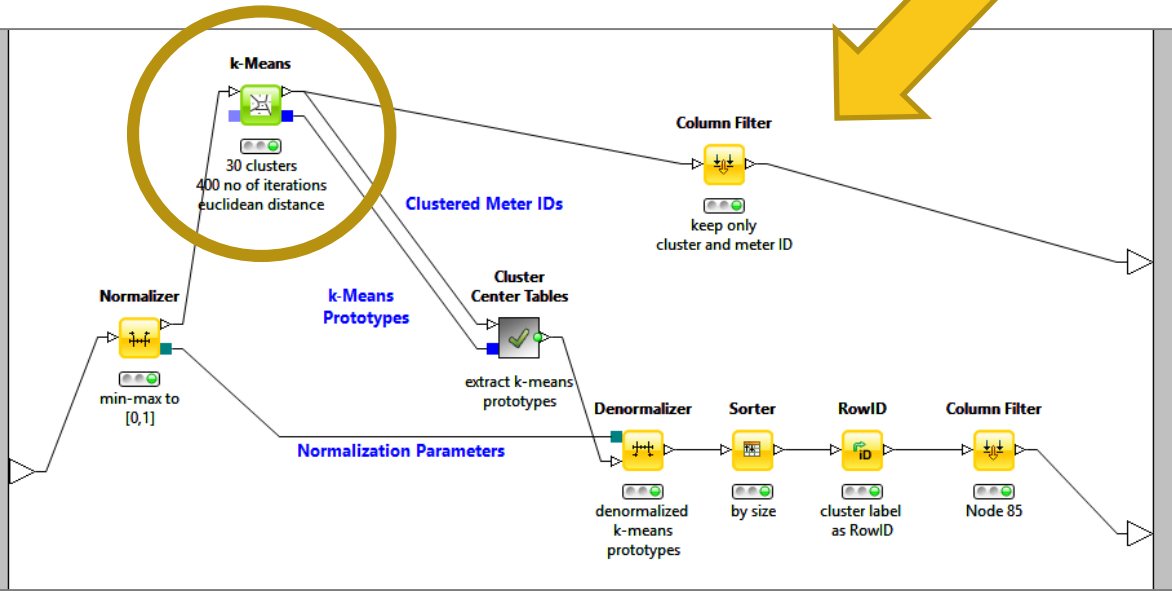 k-Means
30 clusters
400 no of iterations
euclidean distance
Column Filter
keep only
cluster and meter ID
Clustered Meter IDs
Normalizer
min-max to
[0,1]
k-Means
Prototypes
Cluster
Center Tables
extract k-means
prototypes
Normalization Parameters
Denormalizer
denormalized
k-means
prototypes
Sorter
by size
RowID
iD
cluster label
as RowID
Column Filter
Node 85